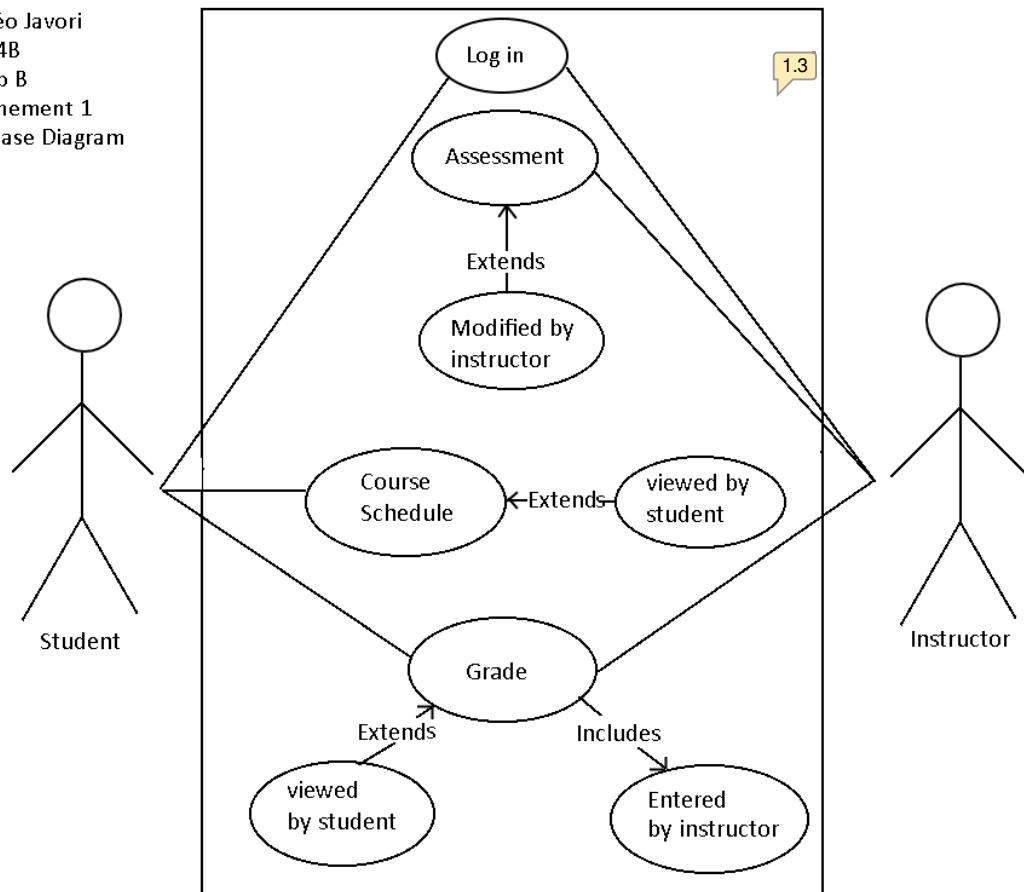 éo Javori
4B
p B
nement 1
ase Diagram
Log in
1.3
Assessment
Extends
Modified by
instructor
Course
Schedule
Extends
viewed by
student
Student
Instructor
Grade
Extends
Includes
viewed
by student
Entered
by instructor